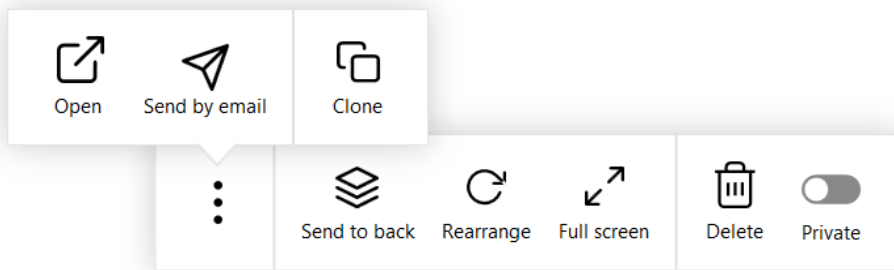 Open
Send by email
Clone
Send to back
Rearrange
Full screen
Delete
Private